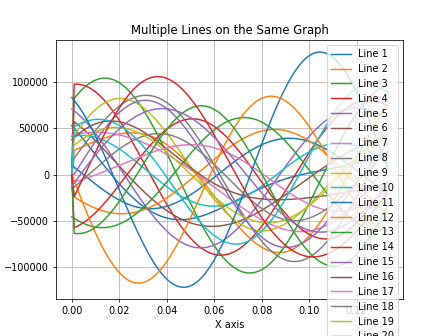 Multiple Lines on the Same Graph
100000
50000
0
−50000
−100000
0.00 0.02 0.04 0.06 0.08 0.10
X axis
Line 1
Line 2
Line 3
Line 4
Line 5
Line 6
Line 7
Line 8
Line 9
Line 10
Line 11
Line 12
Line 13
Line 14
Line 15
Line 16
Line 17
Line 18
Line 19
Line 20